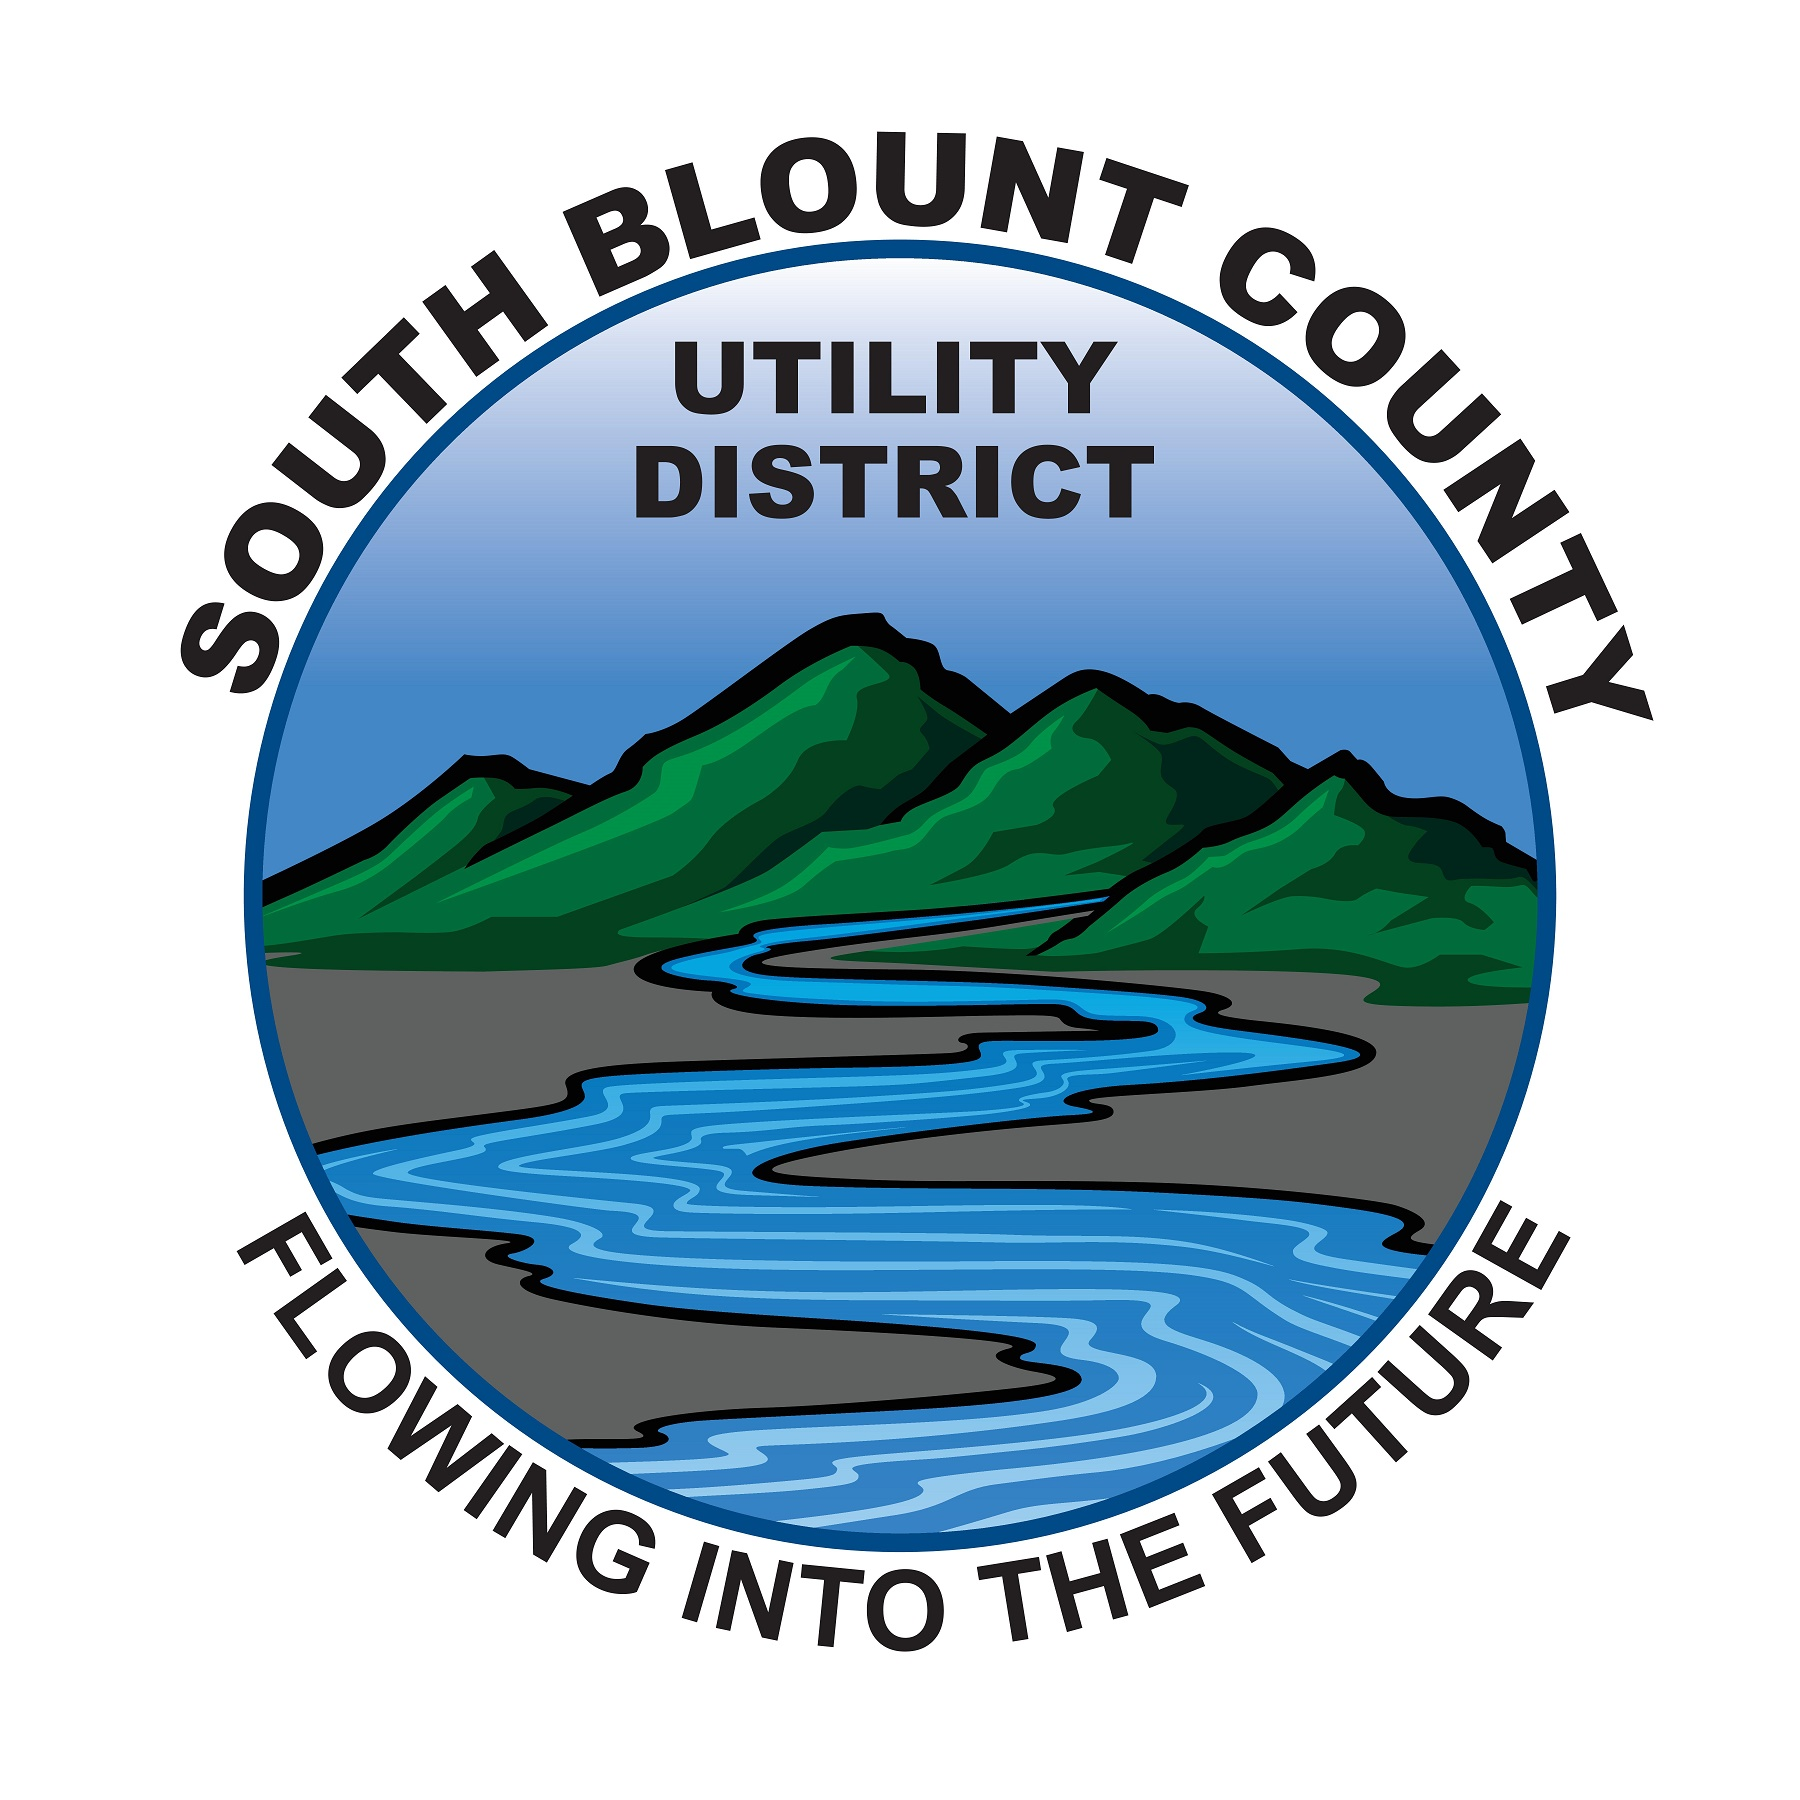 SOUTH BLOUNT COUNTY
UTILITY
DISTRICT
FLOWING INTO THE FUTURE